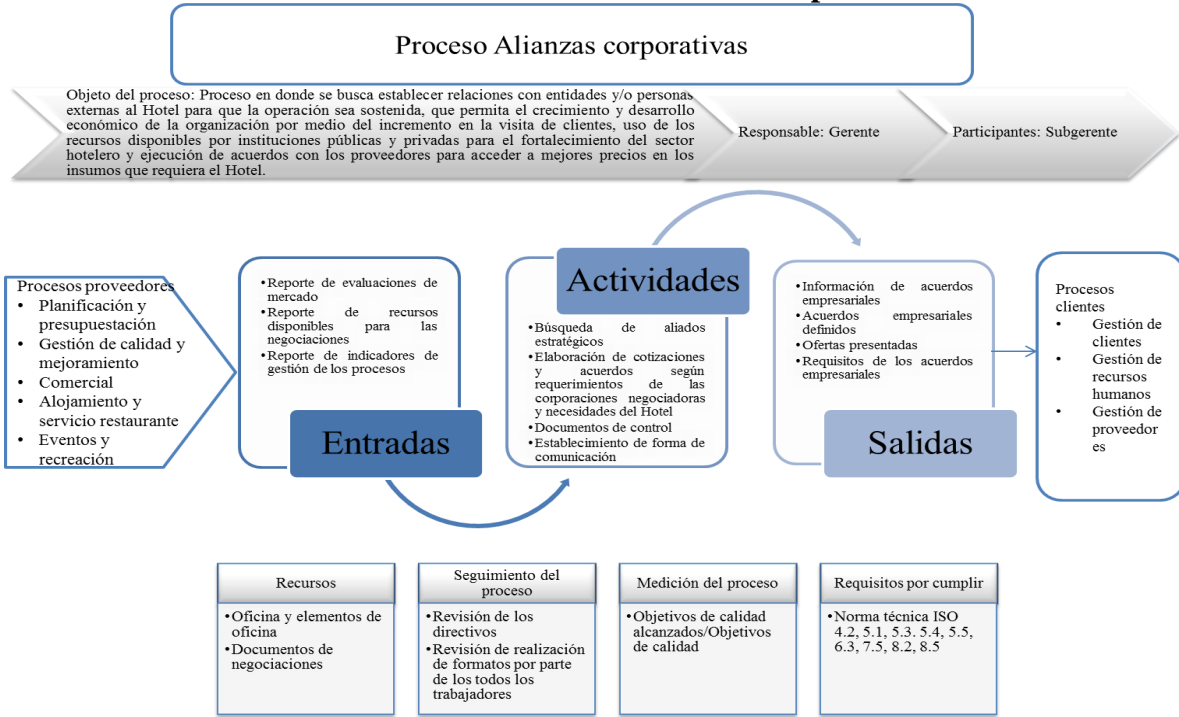 Proceso Alianzas corporativas
Objeto del proceso: Proceso en donde se busca establecer relaciones con entidades y/o personas
externas al Hotel para que la operación sea sostenida, que permita el crecimiento y desarrollo
económico de la organización por medio del incremento en la visita de clientes, uso de los
recursos disponibles por instituciones públicas y privadas para el fortalecimiento del sector
hotelero y ejecución de acuerdos con los proveedores para acceder a mejores precios en los
insumos que requiera el Hotel.
Responsable: Gerente
Participantes: Subgerente
Procesos proveedores
• Planificación y
presupuestación
• Gestión de calidad y
mejoramiento
• Comercial
• Alojamiento y
servicio restaurante
• Eventos y
recreación
•Reporte de evaluaciones de
mercado
•Reporte de recursos
disponibles para las
negociaciones
•Reporte de indicadores de
gestión de los procesos
Entradas
Actividades
•Búsqueda de aliados
estratégicos
•Elaboración de cotizaciones
y acuerdos según
requerimientos de las
corporaciones negociadoras
y necesidades del Hotel
•Documentos de control
•Establecimiento de forma de
comunicación
•Información de acuerdos
empresariales
•Acuerdos empresariales
definidos
•Ofertas presentadas
•Requisitos de los acuerdos
empresariales
Salidas
Procesos
clientes
• Gestión de
clientes
• Gestión de
recursos
humanos
• Gestión de
proveedor
es
Recursos
•Oficina y elementos de
oficina
•Documentos de
negociaciones
Seguimiento del
proceso
•Revisión de los
directivos
•Revisión de realización
de formatos por parte
de los todos los
trabajadores
Medición del proceso
•Objetivos de calidad
alcanzados/Objetivos
de calidad
Requisitos por cumplir
•Norma técnica ISO
4.2, 5.1, 5.3. 5.4, 5.5,
6.3, 7.5, 8.2, 8.5